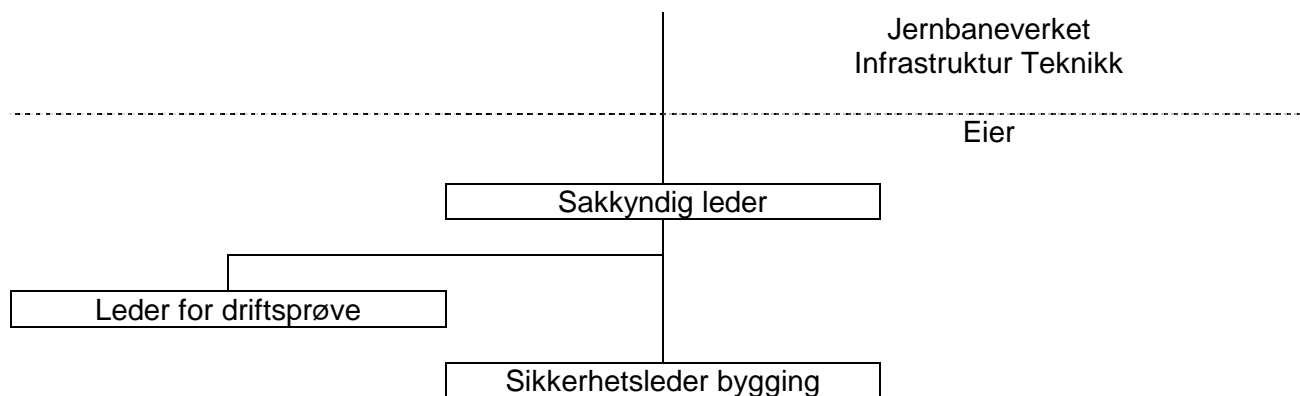 Jernbaneverket
Infrastruktur Teknikk
Eier
Sakkyndig leder
Leder for driftsprøve
Sikkerhetsleder bygging